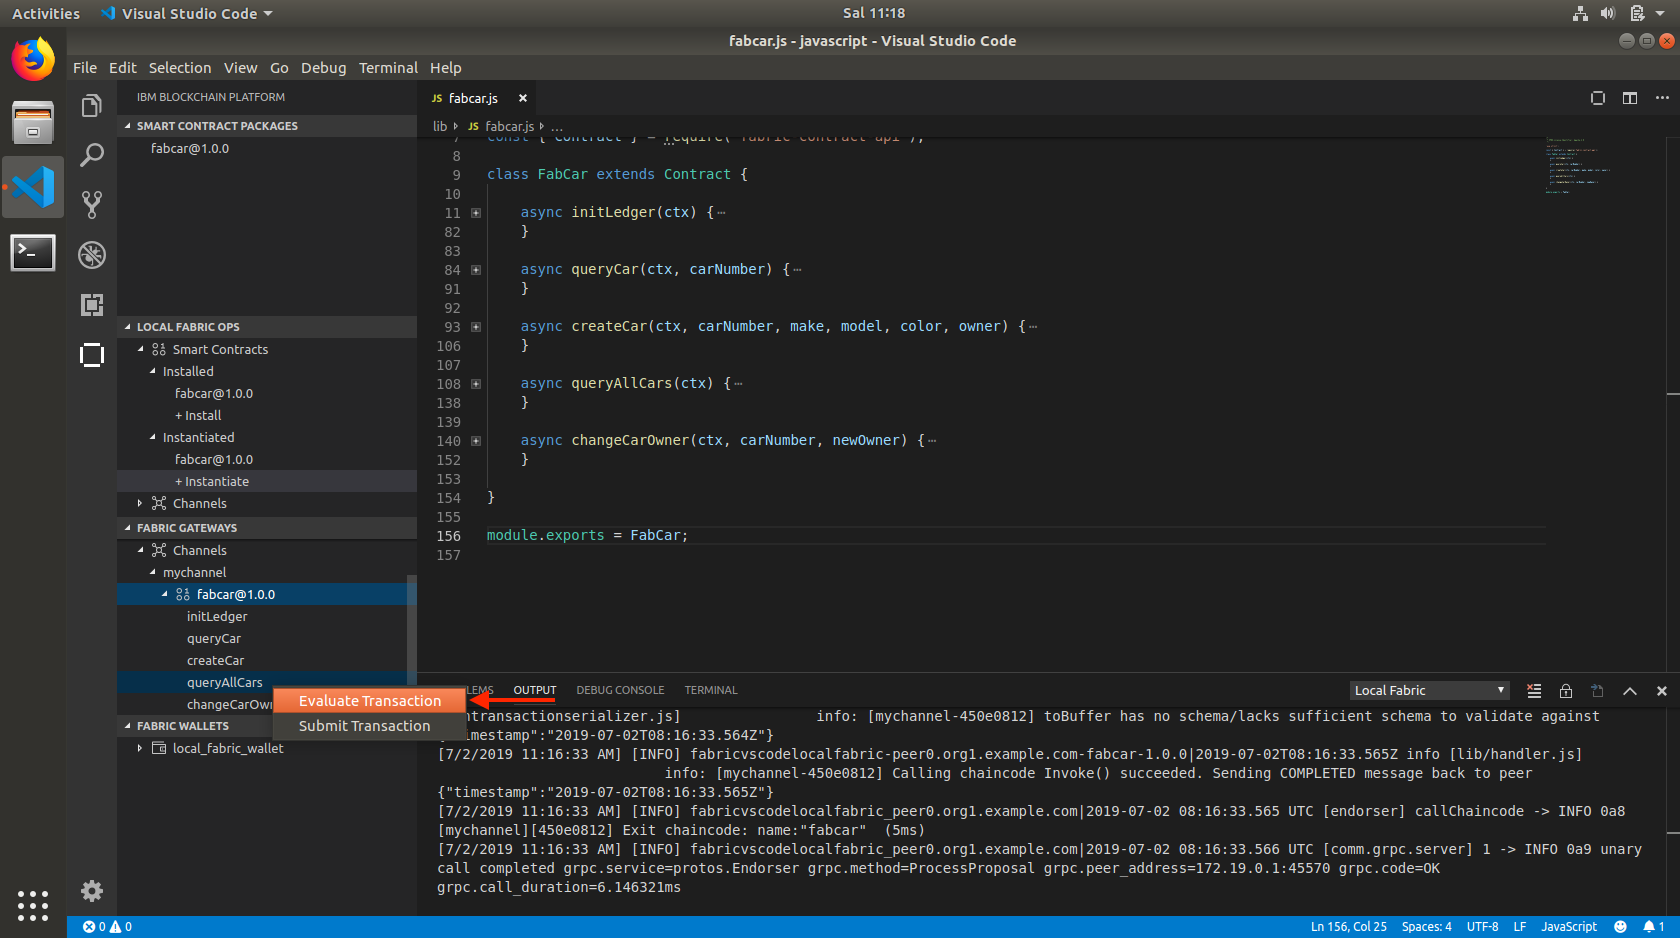 Activities
Visual Studio Code
Sal 11:18
fabcar.js - javascript - Visual Studio Code
File Edit Selection View Go Debug Terminal Help
IBM BLOCKCHAIN PLATFORM
SMART CONTRACT PACKAGES
fabcar@1.0.0
LOCAL FABRIC OPS
Smart Contracts
Installed
fabcar@1.0.0
+ Install
Instantiated
fabcar@1.0.0
+ Instantiate
Channels
FABRIC GATEWAYS
Channels
mychannel
fabcar@1.0.0
initLedger
queryCar
createCar
queryAllCars
changeCarOwn
FABRIC WALLETS
local_fabric_wallet
Evaluate Transaction
Submit Transaction
JS fabcar.js
lib JS fabcar.js ...
7 const { Contract } = require('fabric-contract-api');
8
9 class FabCar extends Contract {
10
11 async initLedger(ctx) {…
82 }
83
84 async queryCar(ctx, carNumber) {…
91 }
92
93 async createCar(ctx, carNumber, make, model, color, owner) {…
106 }
107
108 async queryAllCars(ctx) {…
138 }
139
140 async changeCarOwner(ctx, carNumber, newOwner) {…
152 }
153
154 }
155
156 module.exports = FabCar;
157
LEMS OUTPUT DEBUG CONSOLE TERMINAL
Local Fabric
ntransactionserializer.js] info: [mychannel-450e0812] toBuffer has no schema/lacks sufficient schema to validate against
mestamp":"2019-07-02T08:16:33.564Z"}
[7/2/2019 11:16:33 AM] [INFO] fabricvscodelocalfabric-peer0.org1.example.com-fabcar-1.0.0|2019-07-02T08:16:33.565Z info [lib/handler.js]
info: [mychannel-450e0812] Calling chaincode Invoke() succeeded. Sending COMPLETED message back to peer
{"timestamp":"2019-07-02T08:16:33.565Z"}
[7/2/2019 11:16:33 AM] [INFO] fabricvscodelocalfabric_peer0.org1.example.com|2019-07-02 08:16:33.565 UTC [endorser] callChaincode -> INFO 0a8
[mychannel][450e0812] Exit chaincode: name:"fabcar" (5ms)
[7/2/2019 11:16:33 AM] [INFO] fabricvscodelocalfabric_peer0.org1.example.com|2019-07-02 08:16:33.566 UTC [comm.grpc.server] 1 -> INFO 0a9 unary
call completed grpc.service=protos.Endorser grpc.method=ProcessProposal grpc.peer_address=172.19.0.1:45570 grpc.code=OK
grpc.call_duration=6.146321ms
0 0
Ln 156, Col 25 Spaces: 4 UTF-8 LF JavaScript 1